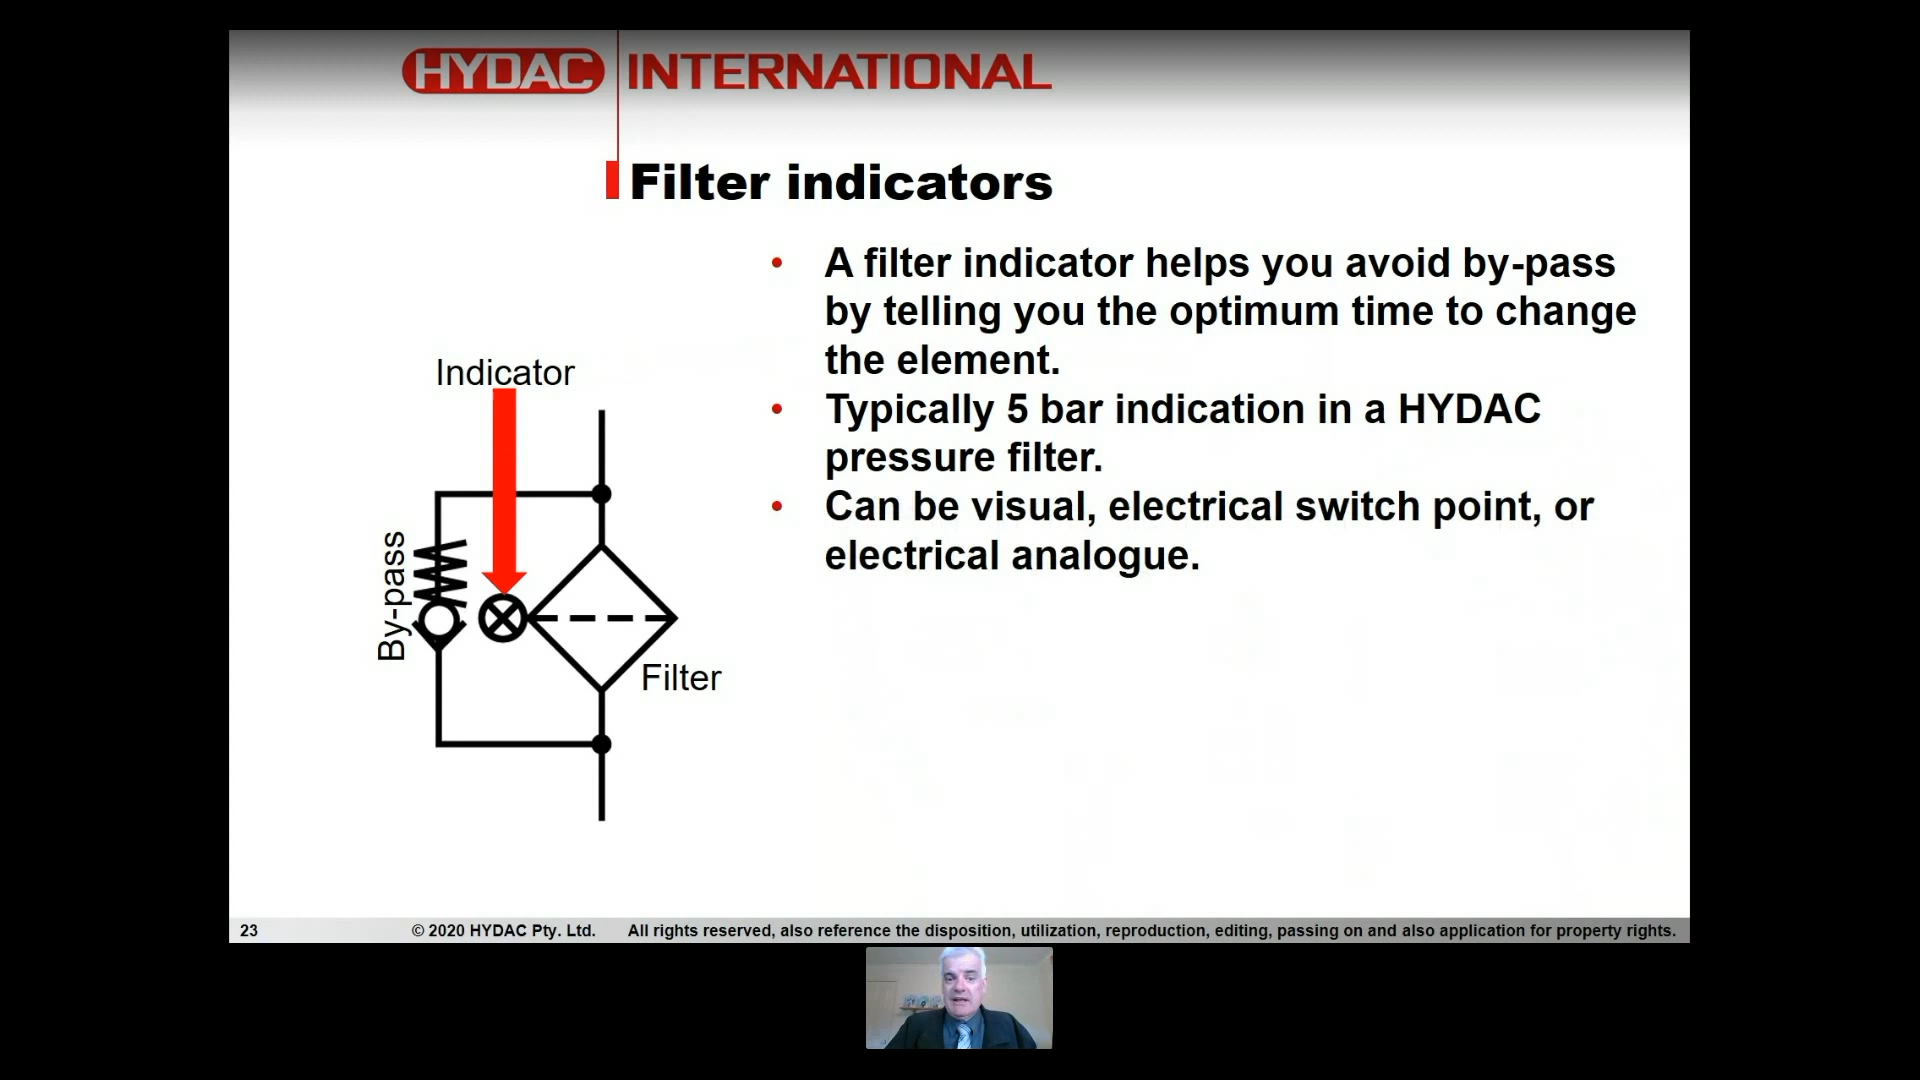 HYDAC INTERNATIONAL
Filter indicators
• A filter indicator helps you avoid by-pass
by telling you the optimum time to change
the element.
• Typically 5 bar indication in a HYDAC
pressure filter.
• Can be visual, electrical switch point, or
electrical analogue.
Indicator
By-pass
Filter
23 © 2020 HYDAC Pty. Ltd. All rights reserved, also reference the disposition, utilization, reproduction, editing, passing on and also application for property rights.